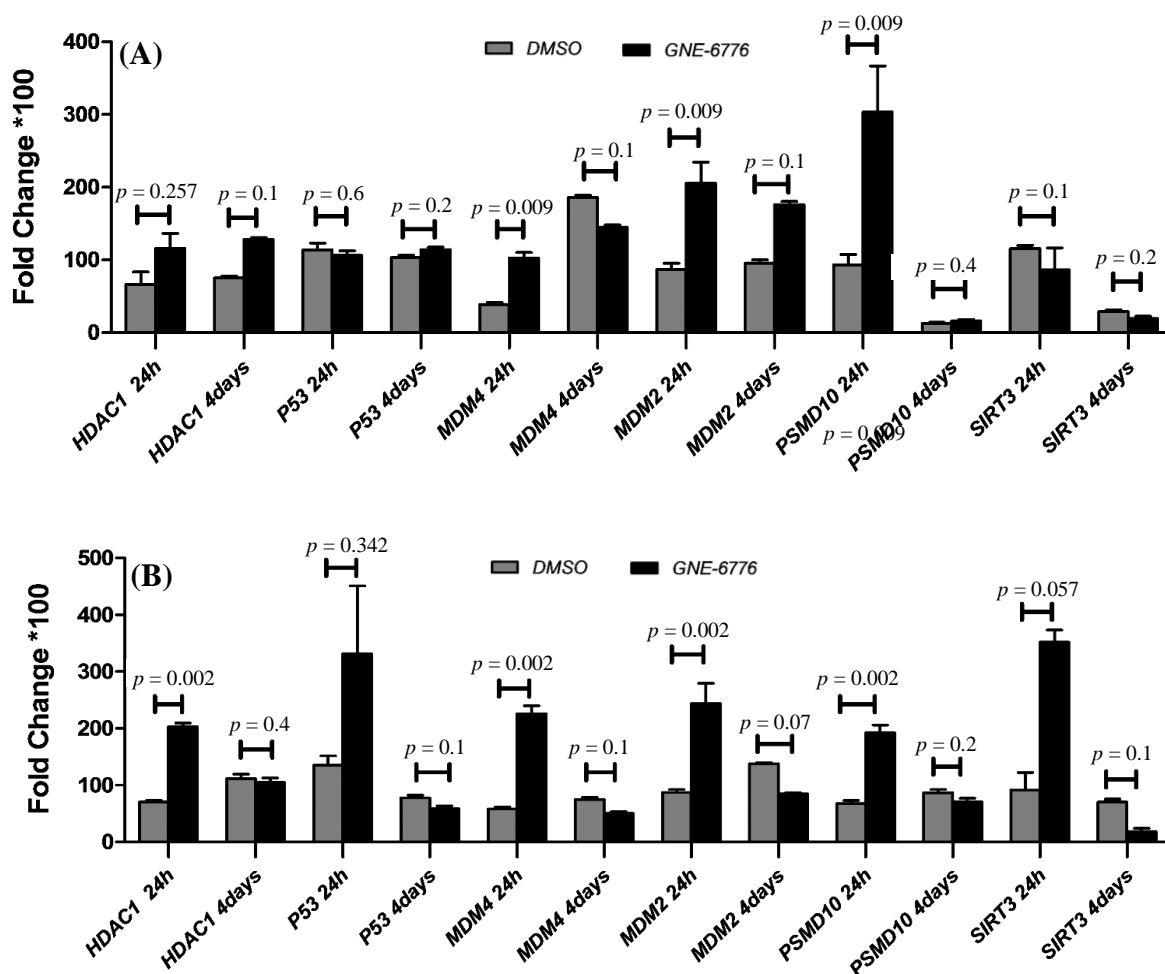 (A)
DMSO GNE-6776
Fold Change *100
400
300
200
100
0
p = 0.257
p = 0.1
p = 0.6
p = 0.2
p = 0.009
p = 0.1
p = 0.009
p = 0.1
p = 0.009
p = 0.4
p = 0.1
p = 0.2
HDAC1 24h
HDAC1 4days
P53 24h
P53 4days
MDM4 24h
MDM4 4days
MDM2 24h
MDM2 4days
PSMD10 24h
PSMD10 4days
SIRT3 24h
SIRT3 4days
p = 0.009
(B)
DMSO GNE-6776
Fold Change *100
500
400
300
200
100
0
p = 0.002
p = 0.4
p = 0.342
p = 0.1
p = 0.002
p = 0.1
p = 0.002
p = 0.07
p = 0.002
p = 0.2
p = 0.057
p = 0.1
HDAC1 24h
HDAC1 4days
P53 24h
P53 4days
MDM4 24h
MDM4 4days
MDM2 24h
MDM2 4days
PSMD10 24h
PSMD10 4days
SIRT3 24h
SIRT3 4days